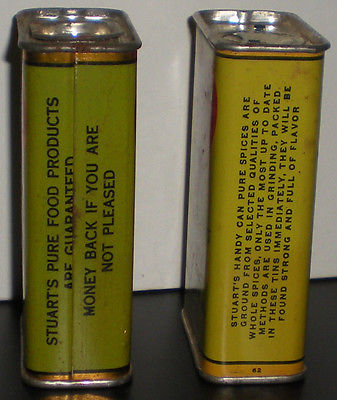 STUART'S PURE FOOD PRODUCTS
ARE GUARANTEED
MONEY BACK IF YOU ARE
NOT PLEASED
STUART'S HANDY CAN PURE SPICES ARE
GROUND FROM SELECTED QUALITIES OF
WHOLE SPICES, ONLY THE MOST UP TO DATE
METHODS ARE USED IN GRINDING, PACKED
IN THESE TINS IMMEDIATELY, THEY WILL BE
FOUND STRONG AND FULL OF FLAVOR
62